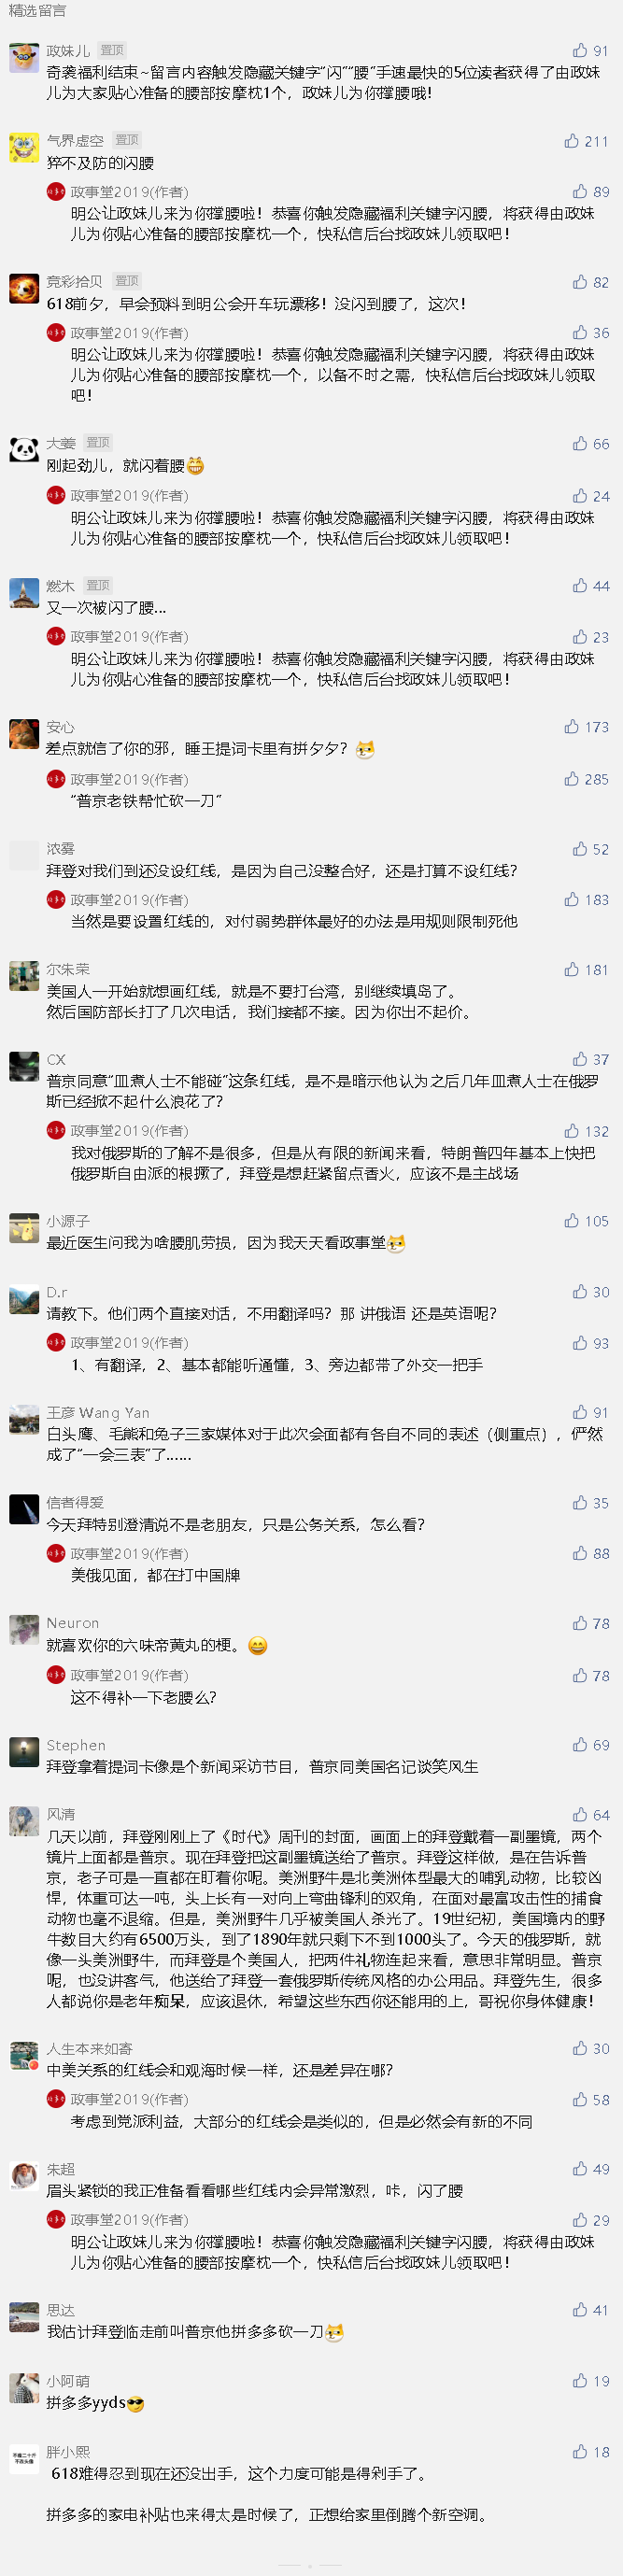 精选留言
政妹儿 置顶 91
奇袭福利结束~留言内容触发隐藏关键字“闪”“腰”手速最快的5位读者获得了由政妹
儿为大家贴心准备的腰部按摩枕1个，政妹儿为你撑腰哦！
气界虚空 置顶 211
猝不及防的闪腰
政事堂2019(作者) 89
明公让政妹儿来为你撑腰啦！恭喜你触发隐藏福利关键字闪腰，将获得由政妹
儿为你贴心准备的腰部按摩枕一个，快私信后台找政妹儿领取吧！
竞彩拾贝 置顶 82
618前夕，早会预料到明公会开车玩漂移！没闪到腰了，这次！
政事堂2019(作者) 36
明公让政妹儿来为你撑腰啦！恭喜你触发隐藏福利关键字闪腰，将获得由政妹
儿为你贴心准备的腰部按摩枕一个，以备不时之需，快私信后台找政妹儿领取
吧！
大姜 置顶 66
刚起劲儿，就闪着腰😁
政事堂2019(作者) 24
明公让政妹儿来为你撑腰啦！恭喜你触发隐藏福利关键字闪腰，将获得由政妹
儿为你贴心准备的腰部按摩枕一个，快私信后台找政妹儿领取吧！
燃木 置顶 44
又一次被闪了腰...
政事堂2019(作者) 23
明公让政妹儿来为你撑腰啦！恭喜你触发隐藏福利关键字闪腰，将获得由政妹
儿为你贴心准备的腰部按摩枕一个，快私信后台找政妹儿领取吧！
安心 173
差点就信了你的邪，睡王提词卡里有拼夕夕？
政事堂2019(作者) 285
“普京老铁帮忙砍一刀”
浓雾 52
拜登对我们到还没设红线，是因为自己没整合好，还是打算不设红线？
政事堂2019(作者) 183
当然是要设置红线的，对付弱势群体最好的办法是用规则限制死他
尔朱荣 181
美国人一开始就想画红线，就是不要打台湾，别继续填岛了。
然后国防部长打了几次电话，我们接都不接。因为你出不起价。
CX 37
普京同意“皿煮人士不能碰”这条红线，是不是暗示他认为之后几年皿煮人士在俄罗
斯已经掀不起什么浪花了？
政事堂2019(作者) 132
我对俄罗斯的了解不是很多，但是从有限的新闻来看，特朗普四年基本上快把
俄罗斯自由派的根撅了，拜登是想赶紧留点香火，应该不是主战场
小源子 105
最近医生问我为啥腰肌劳损，因为我天天看政事堂
D.r 30
请教下。他们两个直接对话，不用翻译吗？那 讲俄语 还是英语呢？
政事堂2019(作者) 93
1、有翻译，2、基本都能听通懂，3、旁边都带了外交一把手
王彦 Wang Yan 91
白头鹰、毛熊和兔子三家媒体对于此次会面都有各自不同的表述（侧重点），俨然
成了“一会三表”了......
信者得爱 35
今天拜特别澄清说不是老朋友，只是公务关系，怎么看？
政事堂2019(作者) 88
美俄见面，都在打中国牌
Neuron 78
就喜欢你的六味帝黄丸的梗。😄
政事堂2019(作者) 78
这不得补一下老腰么？
Stephen 69
拜登拿着提词卡像是个新闻采访节目，普京同美国名记谈笑风生
风清 64
几天以前，拜登刚刚上了《时代》周刊的封面，画面上的拜登戴着一副墨镜，两个
镜片上面都是普京。现在拜登把这副墨镜送给了普京。拜登这样做，是在告诉普
京，老子可是一直都在盯着你呢。美洲野牛是北美洲体型最大的哺乳动物，比较凶
悍，体重可达一吨，头上长有一对向上弯曲锋利的双角，在面对最富攻击性的捕食
动物也毫不退缩。但是，美洲野牛几乎被美国人杀光了。19世纪初，美国境内的野
牛数目大约有6500万头，到了1890年就只剩下不到1000头了。今天的俄罗斯，就
像一头美洲野牛，而拜登是个美国人，把两件礼物连起来看，意思非常明显。普京
呢，也没讲客气，他送给了拜登一套俄罗斯传统风格的办公用品。拜登先生，很多
人都说你是老年痴呆，应该退休，希望这些东西你还能用的上，哥祝你身体健康！
人生本来如寄 30
中美关系的红线会和观海时候一样，还是差异在哪？
政事堂2019(作者) 58
考虑到党派利益，大部分的红线会是类似的，但是必然会有新的不同
朱超 49
眉头紧锁的我正准备看看哪些红线内会异常激烈，咔，闪了腰
政事堂2019(作者) 29
明公让政妹儿来为你撑腰啦！恭喜你触发隐藏福利关键字闪腰，将获得由政妹
儿为你贴心准备的腰部按摩枕一个，快私信后台找政妹儿领取吧！
思达 41
我估计拜登临走前叫普京他拼多多砍一刀
小阿萌 19
拼多多yyds😎
胖小熙 18
618难得忍到现在还没出手，这个力度可能是得剁手了。
拼多多的家电补贴也来得太是时候了，正想给家里倒腾个新空调。